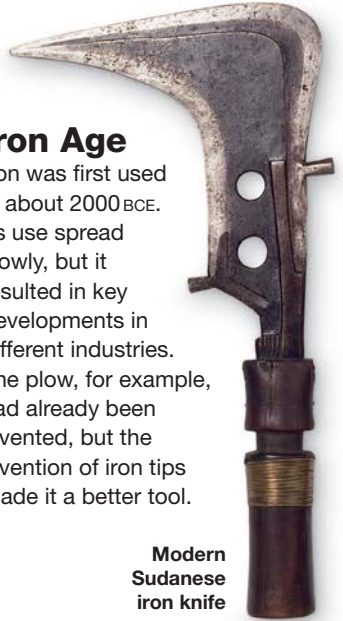 ron Age
on was first used
about 2000 BCE.
s use spread
owly, but it
esulted in key
evelopments in
fferent industries.
he plow, for example,
ad already been
vented, but the
vention of iron tips
ade it a better tool.
Modern
Sudanese
iron knife